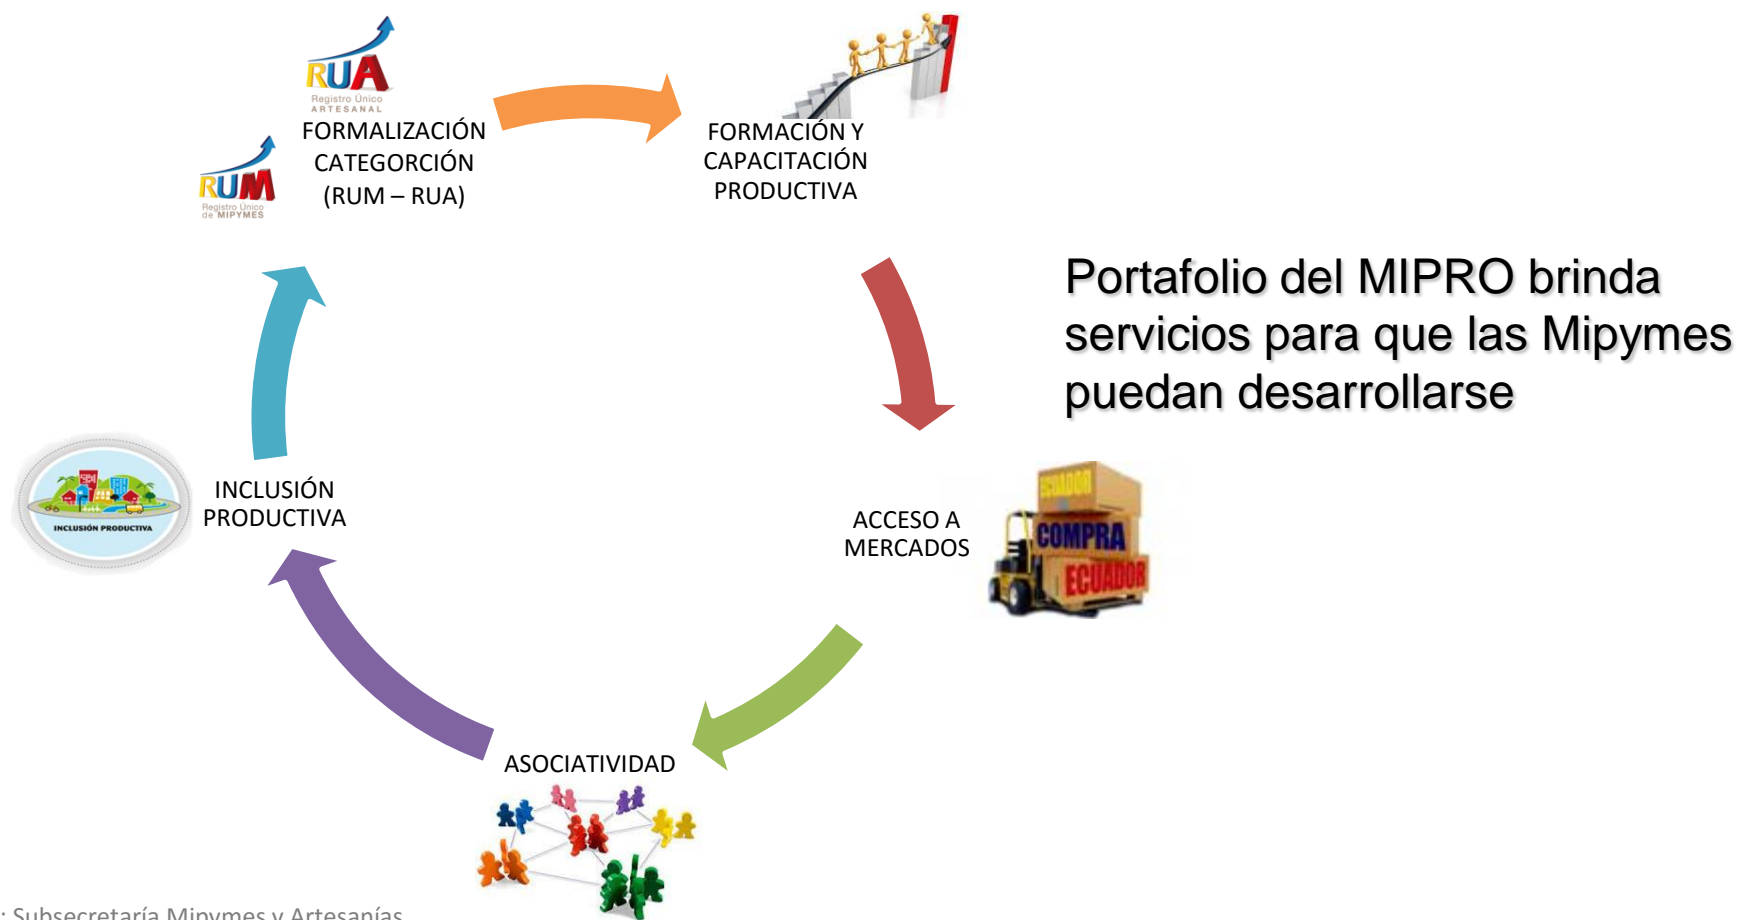 RUA
Registro Único
ARTESANAL
FORMALIZACIÓN
CATEGORCIÓN
(RUM – RUA)
RUM
Registro Único
de MIPYMES
FORMACIÓN Y
CAPACITACIÓN
PRODUCTIVA
Portafolio del MIPRO brinda
servicios para que las Mipymes
puedan desarrollarse
INCLUSIÓN PRODUCTIVA
INCLUSIÓN
PRODUCTIVA
ACCESO A
MERCADOS
ECUADOR
COMPRA
ECUADOR
ASOCIATIVIDAD
: Subsecretaría Mipymes y Artesanías